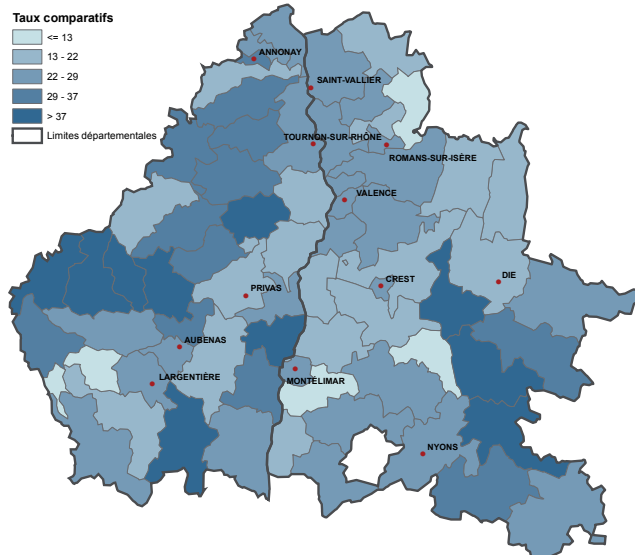 Taux comparatifs
<= 13
13 - 22
22 - 29
29 - 37
> 37
Limites départementales
ANNONAY
SAINT-VALLIER
TOURNON-SUR-RHÔNE
ROMANS-SUR-ISÈRE
VALENCE
DIE
CREST
PRIVAS
AUBENAS
LARGENTIÈRE
MONTÉLIMAR
NYONS